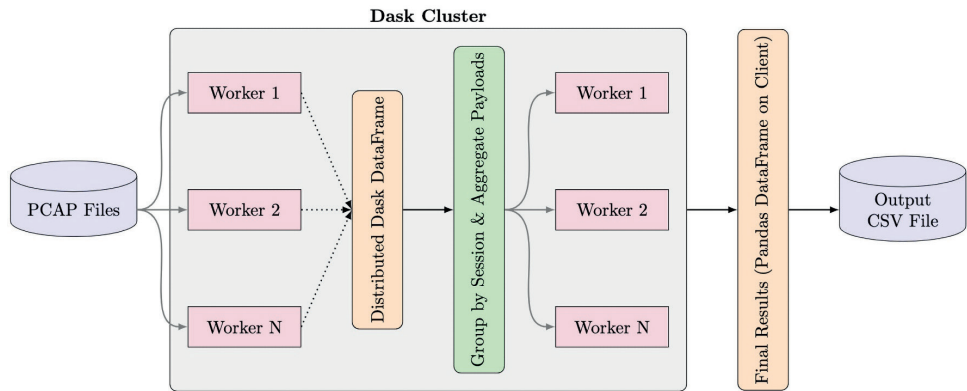 Dask Cluster
PCAP Files
Worker 1
Worker 2
Worker N
Distributed Dask DataFrame
Group by Session & Aggregate Payloads
Worker 1
Worker 2
Worker N
Final Results (Pandas DataFrame on Client)
Output
CSV File